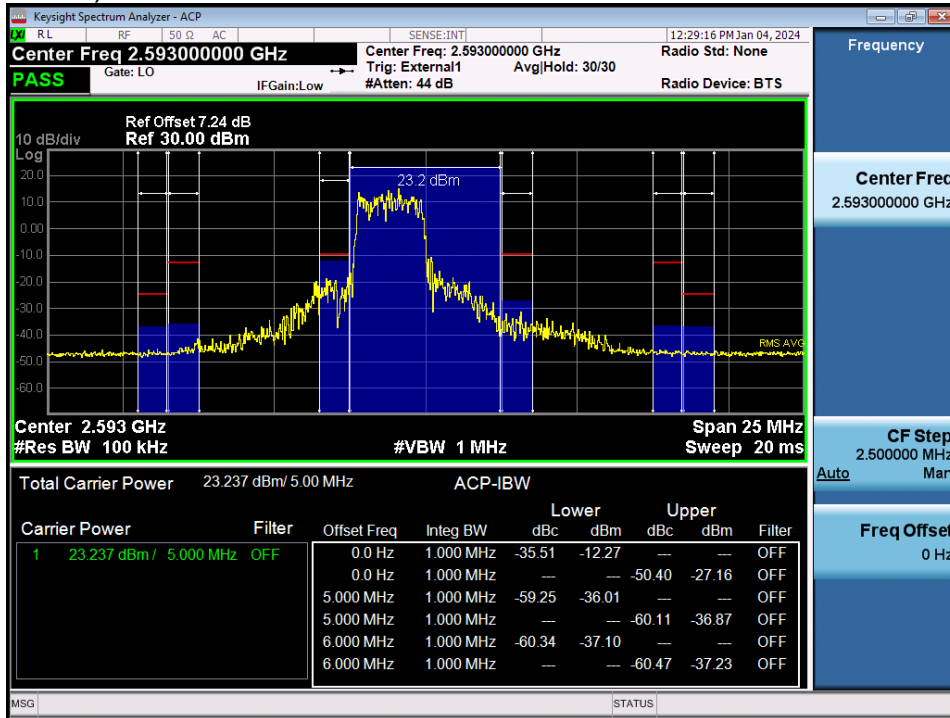 Keysight Spectrum Analyzer - ACP
LXI RL RF 50 Ω AC SENSE:INT 12:29:16 PM Jan 04, 2024
Center Freq 2.593000000 GHz Center Freq: 2.593000000 GHz Radio Std: None
Gate: LO Trig: External1 Avg|Hold: 30/30
PASS IFGain:Low #Atten: 44 dB Radio Device: BTS
Ref Offset 7.24 dB
10 dB/div Ref 30.00 dBm
Log
20.0
23.2 dBm
10.0
0.00
-10.0
-20.0
-30.0
-40.0
RMS AVG
-50.0
-60.0
Center 2.593 GHz Span 25 MHz
#Res BW 100 kHz #VBW 1 MHz Sweep 20 ms
Total Carrier Power 23.237 dBm/ 5.00 MHz ACP-IBW
Lower Upper
Carrier Power Filter Offset Freq Integ BW dBc dBm dBc dBm Filter
1 23.237 dBm / 5.000 MHz OFF 0.0 Hz 1.000 MHz -35.51 -12.27 --- --- OFF
0.0 Hz 1.000 MHz --- --- -50.40 -27.16 OFF
5.000 MHz 1.000 MHz -59.25 -36.01 --- --- OFF
5.000 MHz 1.000 MHz --- --- -60.11 -36.87 OFF
6.000 MHz 1.000 MHz -60.34 -37.10 --- --- OFF
6.000 MHz 1.000 MHz --- --- -60.47 -37.23 OFF
MSG STATUS
Frequency
Center Freq
2.593000000 GHz
CF Step
2.500000 MHz
Auto Man
Freq Offset
0 Hz